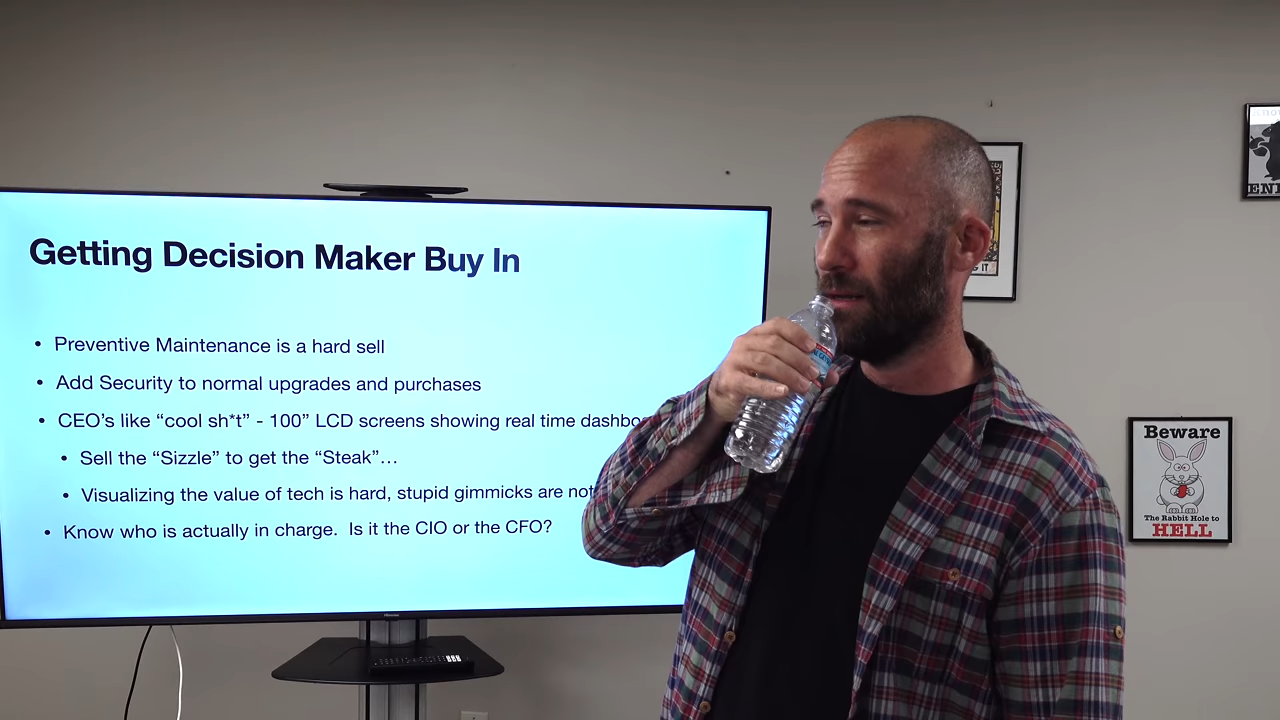 Getting Decision Maker Buy In
• Preventive Maintenance is a hard sell
• Add Security to normal upgrades and purchases
• CEO’s like “cool sh*t” - 100” LCD screens showing real time
• Sell the “Sizzle” to get the “Steak”…
• Visualizing the value of tech is hard, stupid gimmicks are not
• Know who is actually in charge.  Is it the CIO or the CFO?
IT
Beware
The Rabbit Hole to
HELL
Hisense